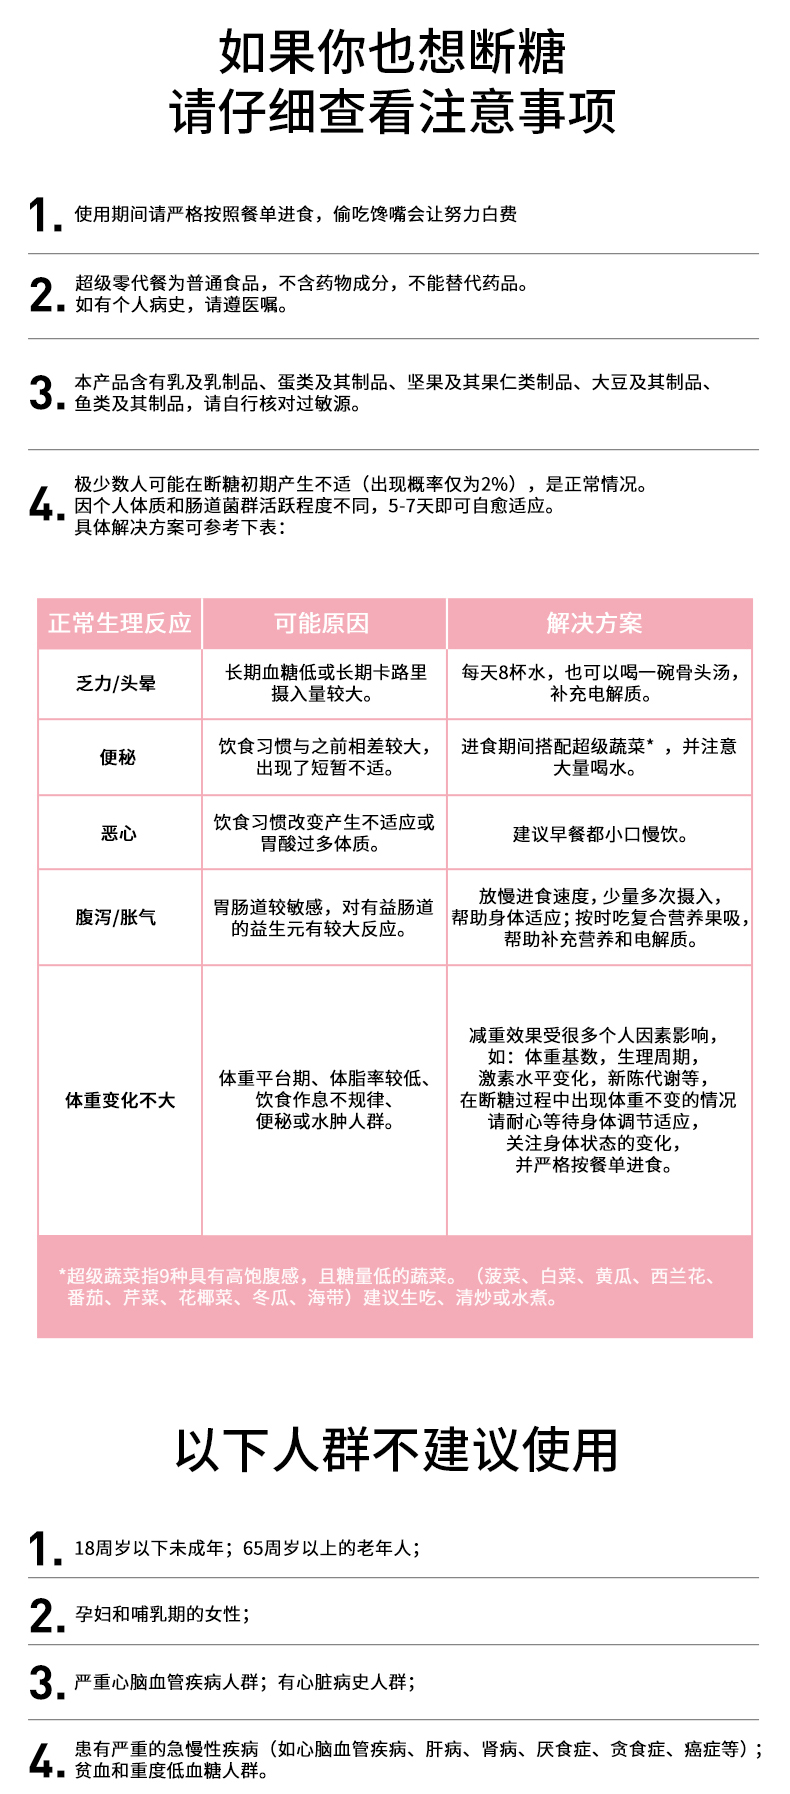 如果你也想断糖
请仔细查看注意事项
1. 使用期间请严格按照餐单进食，偷吃馋嘴会让努力白费
2. 超级零代餐为普通食品，不含药物成分，不能替代药品。
如有个人病史，请遵医嘱。
3. 本产品含有乳及乳制品、蛋类及其制品、坚果及其果仁类制品、大豆及其制品、
鱼类及其制品，请自行核对过敏源。
4. 极少数人可能在断糖初期产生不适（出现概率仅为2%），是正常情况。
因个人体质和肠道菌群活跃程度不同，5-7天即可自愈适应。
具体解决方案可参考下表：
正常生理反应 可能原因 解决方案
乏力/头晕
长期血糖低或长期卡路里
摄入量较大。
每天8杯水，也可以喝一碗骨头汤，
补充电解质。
便秘
饮食习惯与之前相差较大，
出现了短暂不适。
进食期间搭配超级蔬菜*，并注意
大量喝水。
恶心
饮食习惯改变产生不适应或
胃酸过多体质。
建议早餐都小口慢饮。
腹泻/胀气
胃肠道较敏感，对有益肠道
的益生元有较大反应。
放慢进食速度，少量多次摄入，
帮助身体适应；按时吃复合营养果吸，
帮助补充营养和电解质。
体重变化不大
体重平台期、体脂率较低、
饮食作息不规律、
便秘或水肿人群。
减重效果受很多个人因素影响，
如：体重基数，生理周期，
激素水平变化，新陈代谢等，
在断糖过程中出现体重不变的情况
请耐心等待身体调节适应，
关注身体状态的变化，
并严格按餐单进食。
*超级蔬菜指9种具有高饱腹感，且糖量低的蔬菜。（菠菜、白菜、黄瓜、西兰花、
番茄、芹菜、花椰菜、冬瓜、海带）建议生吃、清炒或水煮。
以下人群不建议使用
1. 18周岁以下未成年；65周岁以上的老年人；
2. 孕妇和哺乳期的女性；
3. 严重心脑血管疾病人群；有心脏病史人群；
4. 患有严重的急慢性疾病（如心脑血管疾病、肝病、肾病、厌食症、贪食症、癌症等）；
贫血和重度低血糖人群。